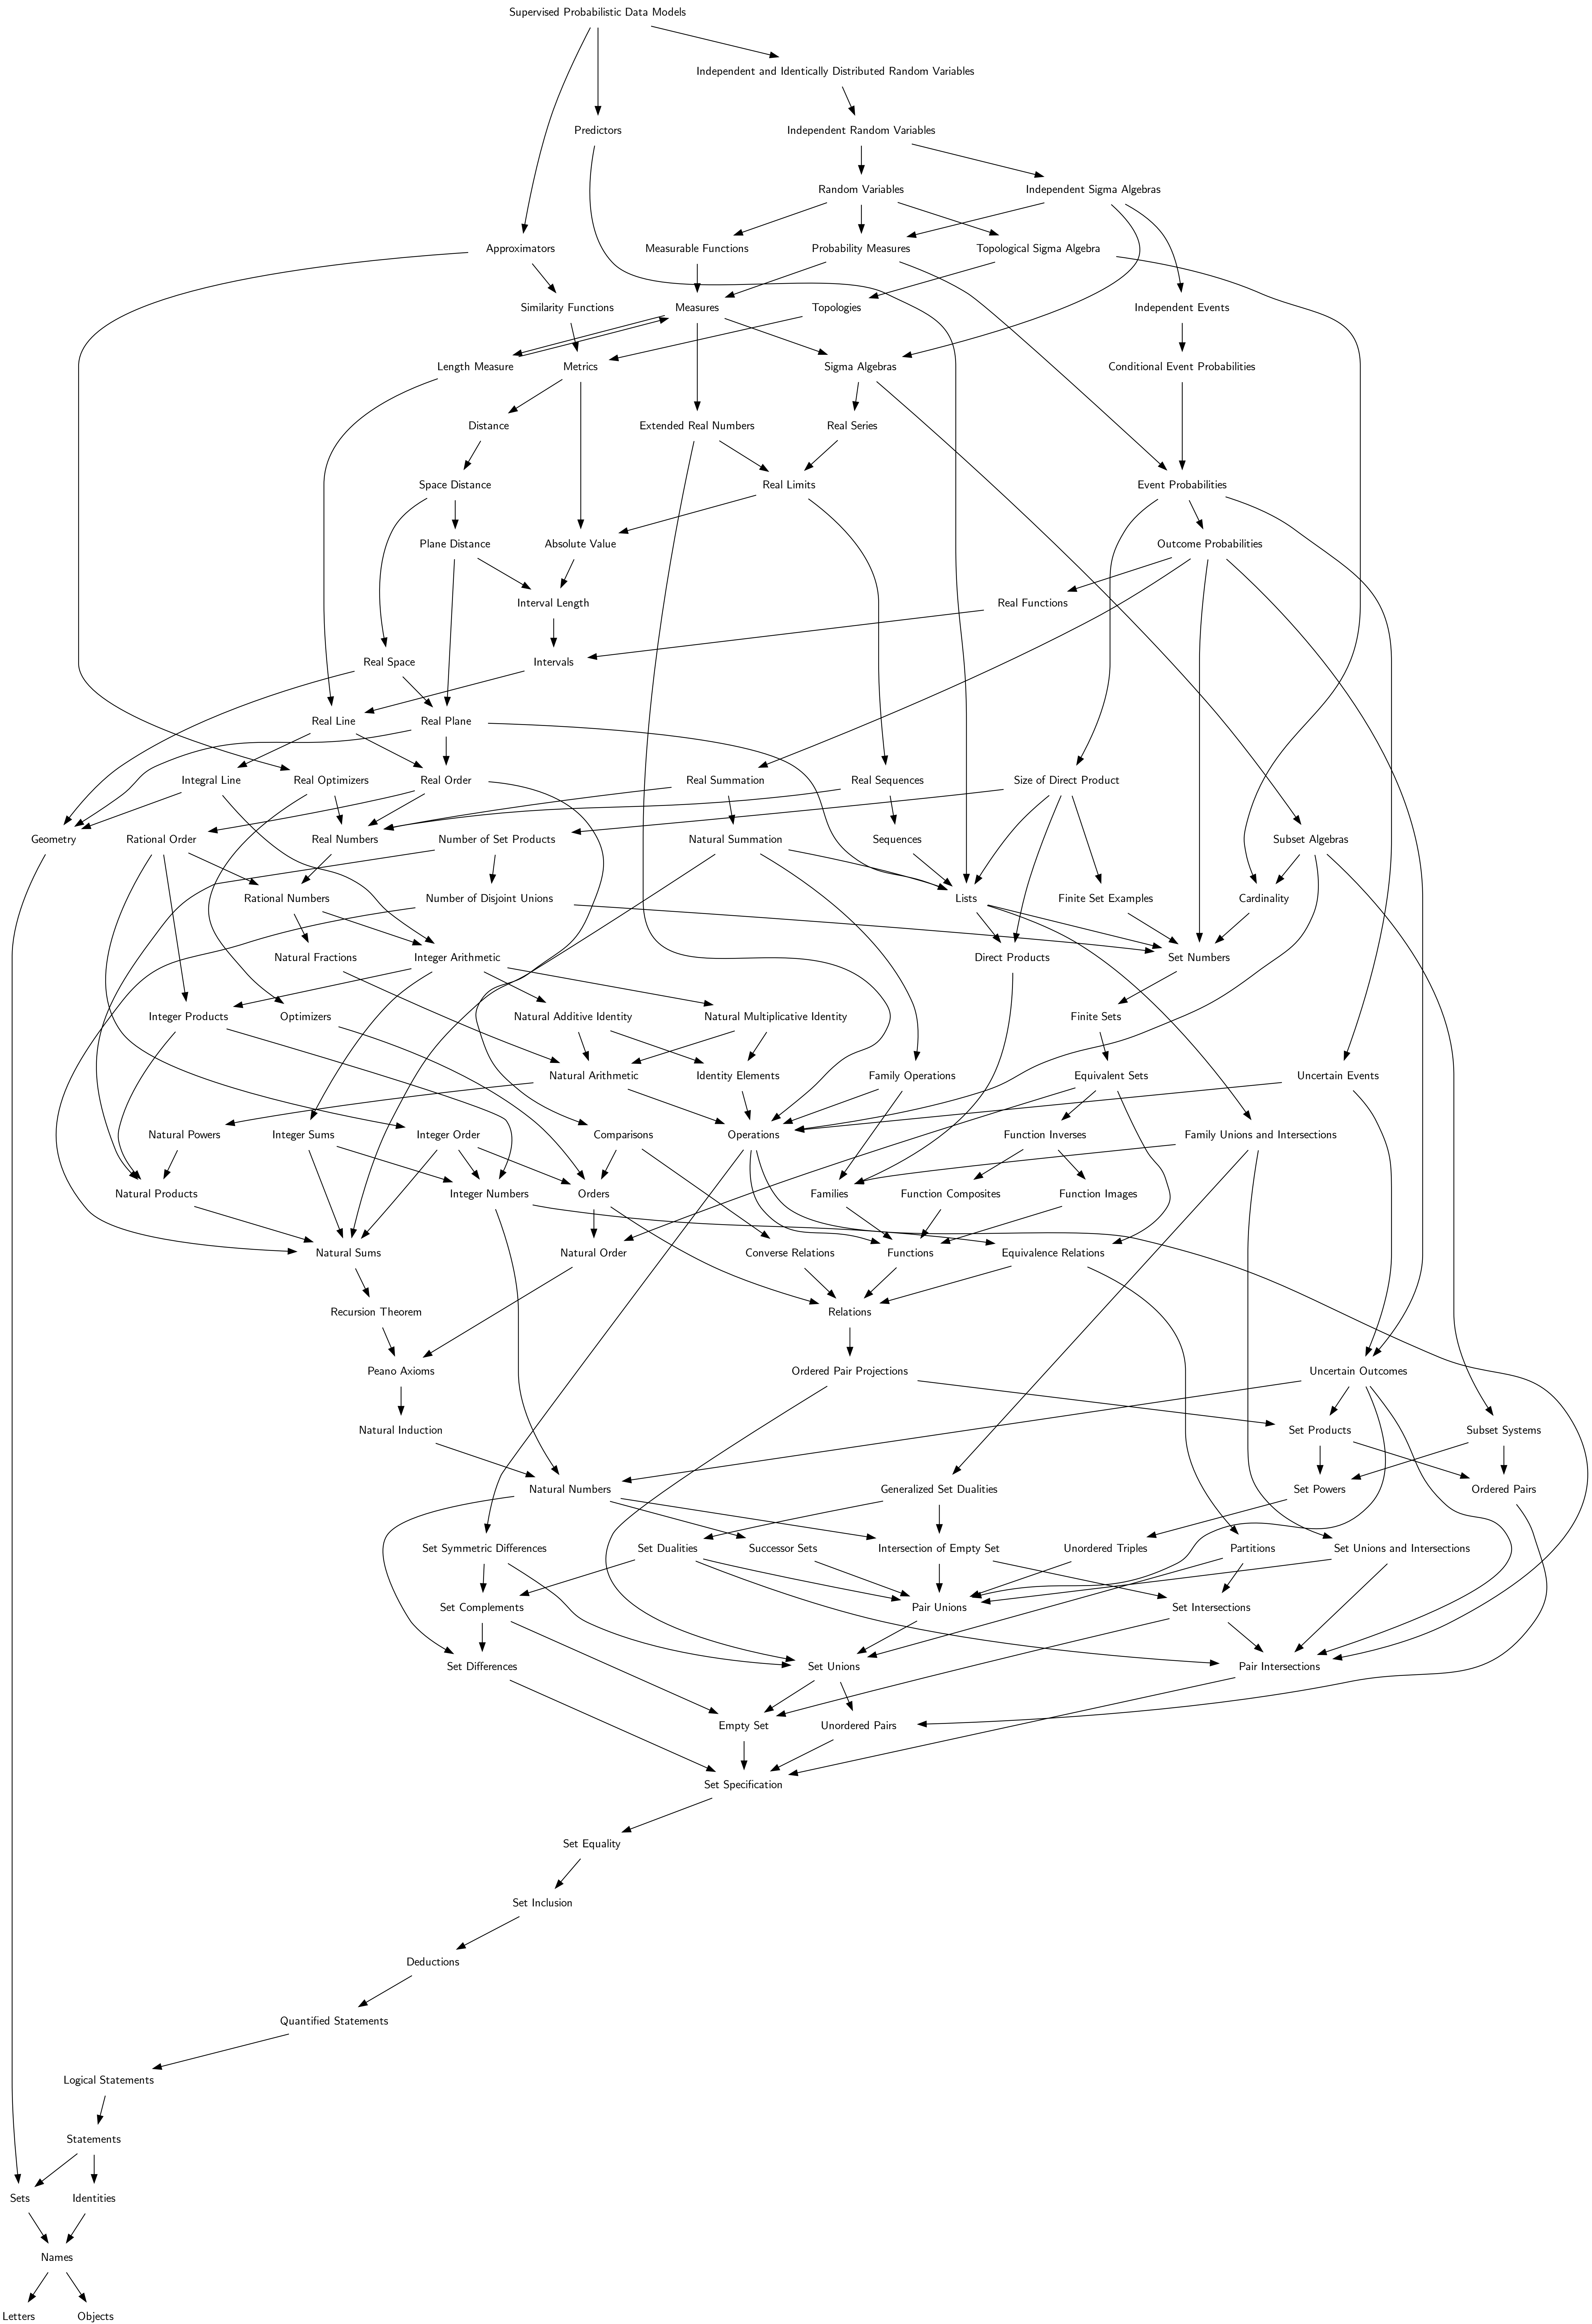 Supervised Probabilistic Data Models
Independent and Identically Distributed Random Variables
Predictors
Independent Random Variables
Random Variables
Independent Sigma Algebras
Approximators
Measurable Functions
Probability Measures
Topological Sigma Algebra
Similarity Functions
Measures
Topologies
Independent Events
Length Measure
Metrics
Sigma Algebras
Conditional Event Probabilities
Distance
Extended Real Numbers
Real Series
Space Distance
Real Limits
Event Probabilities
Plane Distance
Absolute Value
Outcome Probabilities
Interval Length
Real Functions
Real Space
Intervals
Real Line
Real Plane
Integral Line
Real Optimizers
Real Order
Real Summation
Real Sequences
Size of Direct Product
Geometry
Rational Order
Real Numbers
Number of Set Products
Natural Summation
Sequences
Subset Algebras
Rational Numbers
Number of Disjoint Unions
Lists
Finite Set Examples
Cardinality
Natural Fractions
Integer Arithmetic
Direct Products
Set Numbers
Integer Products
Optimizers
Natural Additive Identity
Natural Multiplicative Identity
Finite Sets
Natural Arithmetic
Identity Elements
Family Operations
Equivalent Sets
Uncertain Events
Natural Powers
Integer Sums
Integer Order
Comparisons
Operations
Function Inverses
Family Unions and Intersections
Natural Products
Integer Numbers
Orders
Families
Function Composites
Function Images
Natural Sums
Natural Order
Converse Relations
Functions
Equivalence Relations
Recursion Theorem
Relations
Peano Axioms
Ordered Pair Projections
Uncertain Outcomes
Natural Induction
Set Products
Subset Systems
Natural Numbers
Generalized Set Dualities
Set Powers
Ordered Pairs
Set Symmetric Differences
Set Dualities
Successor Sets
Intersection of Empty Set
Unordered Triples
Partitions
Set Unions and Intersections
Set Complements
Pair Unions
Set Intersections
Set Differences
Set Unions
Pair Intersections
Empty Set
Unordered Pairs
Set Specification
Set Equality
Set Inclusion
Deductions
Quantified Statements
Logical Statements
Statements
Sets
Identities
Names
Letters
Objects